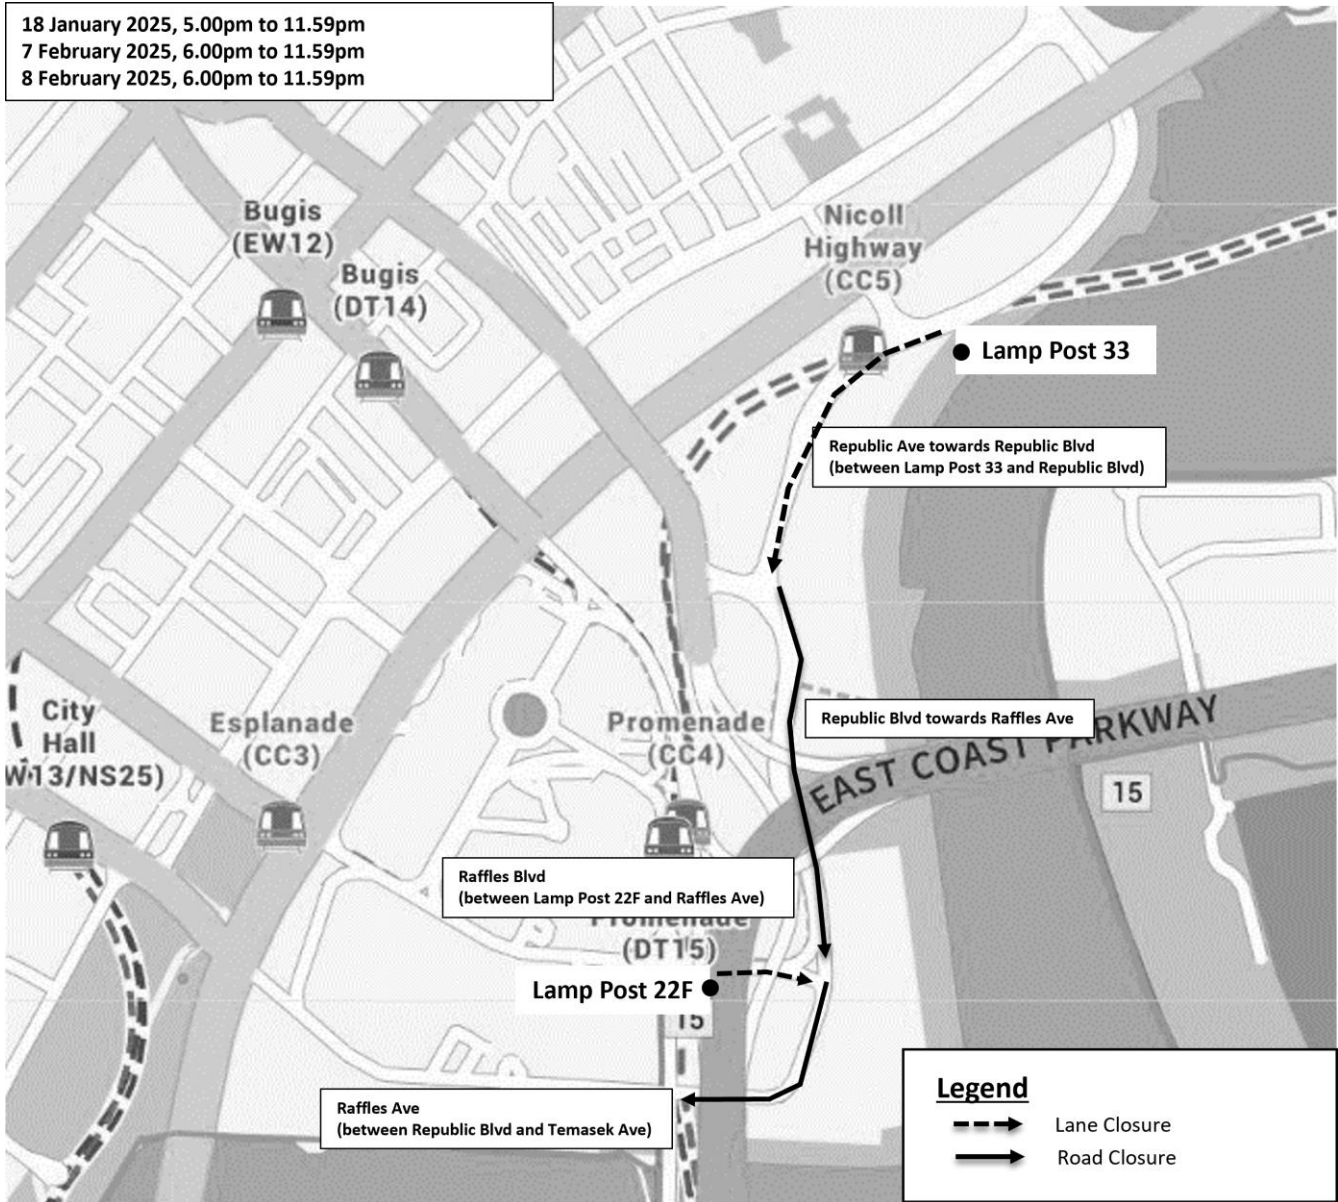 18 January 2025, 5.00pm to 11.59pm
7 February 2025, 6.00pm to 11.59pm
8 February 2025, 6.00pm to 11.59pm
Bugis
(EW12)
Bugis
(DT14)
Nicoll
Highway
(CC5)
Lamp Post 33
Republic Ave towards Republic Blvd
(between Lamp Post 33 and Republic Blvd)
City
Hall
W13/NS25)
Esplanade
(CC3)
Promenade
(CC4)
Republic Blvd towards Raffles Ave
EAST COAST PARKWAY
15
Raffles Blvd
(between Lamp Post 22F and Raffles Ave)
Promenade
(DT15)
Lamp Post 22F
15
Raffles Ave
(between Republic Blvd and Temasek Ave)
Legend
Lane Closure
Road Closure